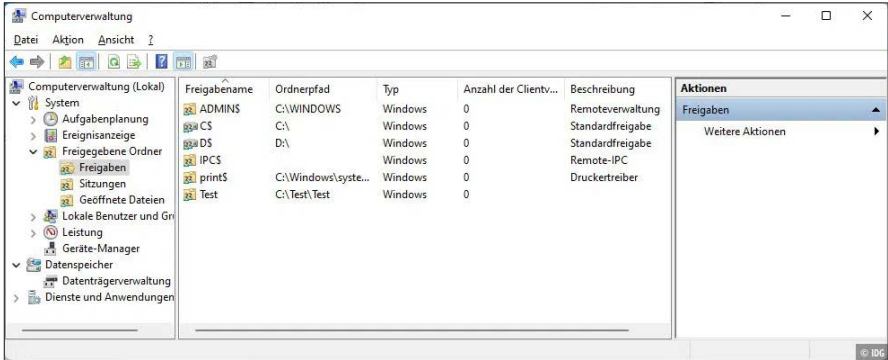 Computerverwaltung
Datei Aktion Ansicht ?
Computerverwaltung (Lokal)
System
Aufgabenplanung
Ereignisanzeige
Freigegebene Ordner
Freigaben
Sitzungen
Geöffnete Dateien
Lokale Benutzer und Gru
Leistung
Geräte-Manager
Datenspeicher
Datenträgerverwaltung
Dienste und Anwendungen
Freigabename Ordnerpfad Typ Anzahl der Clientv... Beschreibung
ADMIN$ C:\WINDOWS Windows 0 Remoteverwaltung
C$ C:\ Windows 0 Standardfreigabe
D$ D:\ Windows 0 Standardfreigabe
IPC$ Windows 0 Remote-IPC
print$ C:\Windows\syste... Windows 0 Druckertreiber
Test C:\Test\Test Windows 0
Aktionen
Freigaben
Weitere Aktionen
© IDG